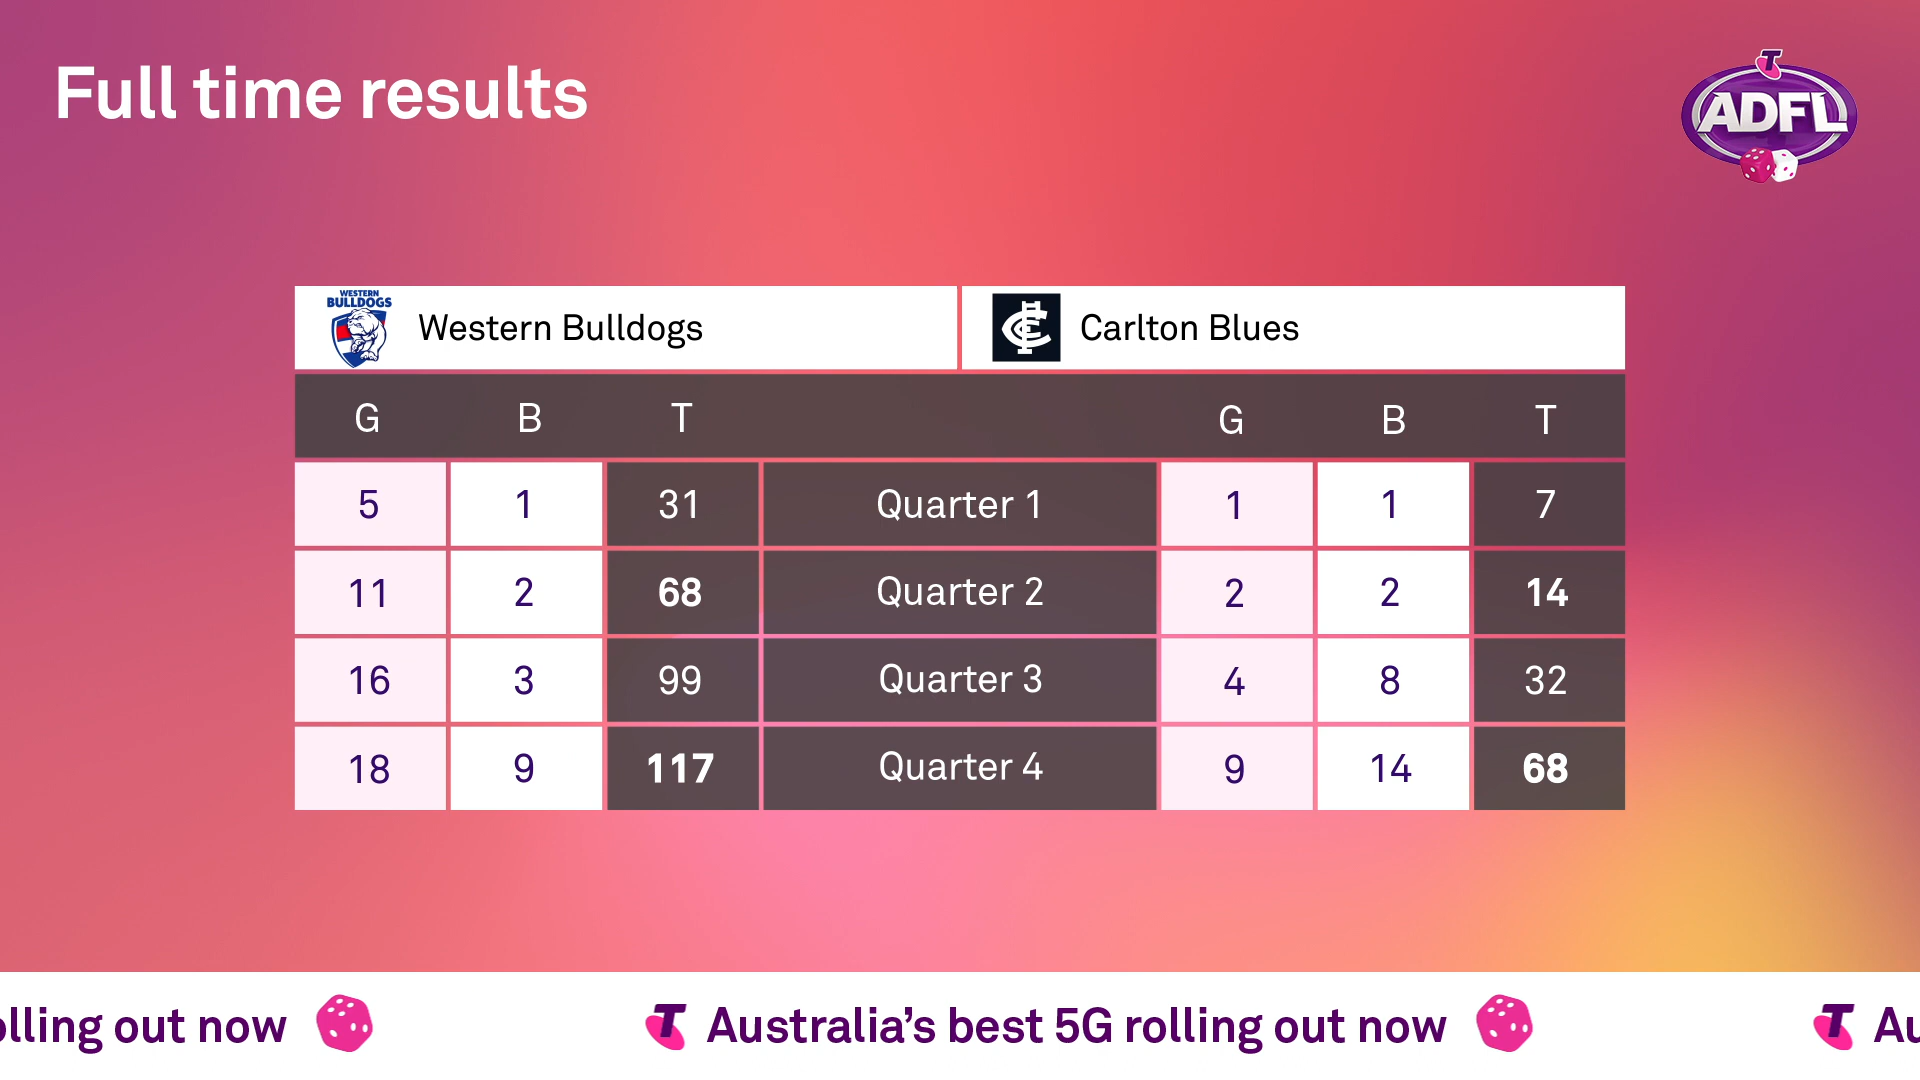 Full time results
T
ADFL
WESTERN
BULLDOGS
Western Bulldogs
CFC
Carlton Blues
G B T G B T
5 1 31 Quarter 1 1 1 7
11 2 68 Quarter 2 2 2 14
16 3 99 Quarter 3 4 8 32
18 9 117 Quarter 4 9 14 68
olling out now T Australia’s best 5G rolling out now T Au